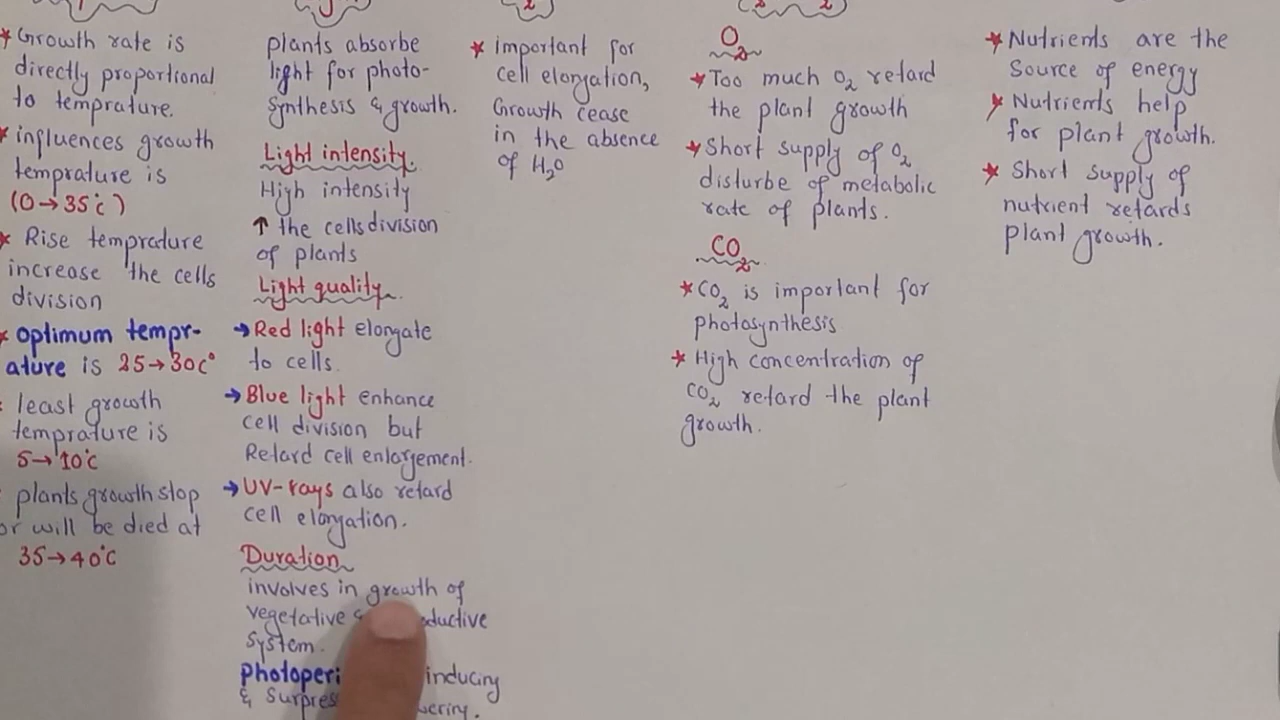 * Growth rate is
directly proportional
to temprature.
* influences growth
temprature is
(0→35°c)
* Rise temprature
increase the cells
division
* optimum tempr-
ature is 25→30c°
* least growth
temprature is
5→10°c
plants growth stop
or will be died at
35→40°C
plants absorbe
light for photo-
synthesis & growth.
Light intensity.
High intensity
↑ the cells division
of plants
Light quality.
→ Red light elongate
to cells.
→ Blue light enhance
cell division but
Retard cell enlargement.
→ UV-rays also retard
cell elongation.
Duration
involves in growth of
vegetative
system.
inducing
&
* important for
cell elongation,
Growth cease
in the absence
of H₂O
O₂
* Too much O₂ retard
the plant growth
* Short supply of O₂
disturbe of metabolic
rate of plants.
CO₂
* CO₂ is important for
photosynthesis
* High concentration of
CO₂ retard the plant
growth.
* Nutrients are the
Source of energy
* Nutrients help
for plant growth.
* Short supply of
nutrient retards
plant growth.